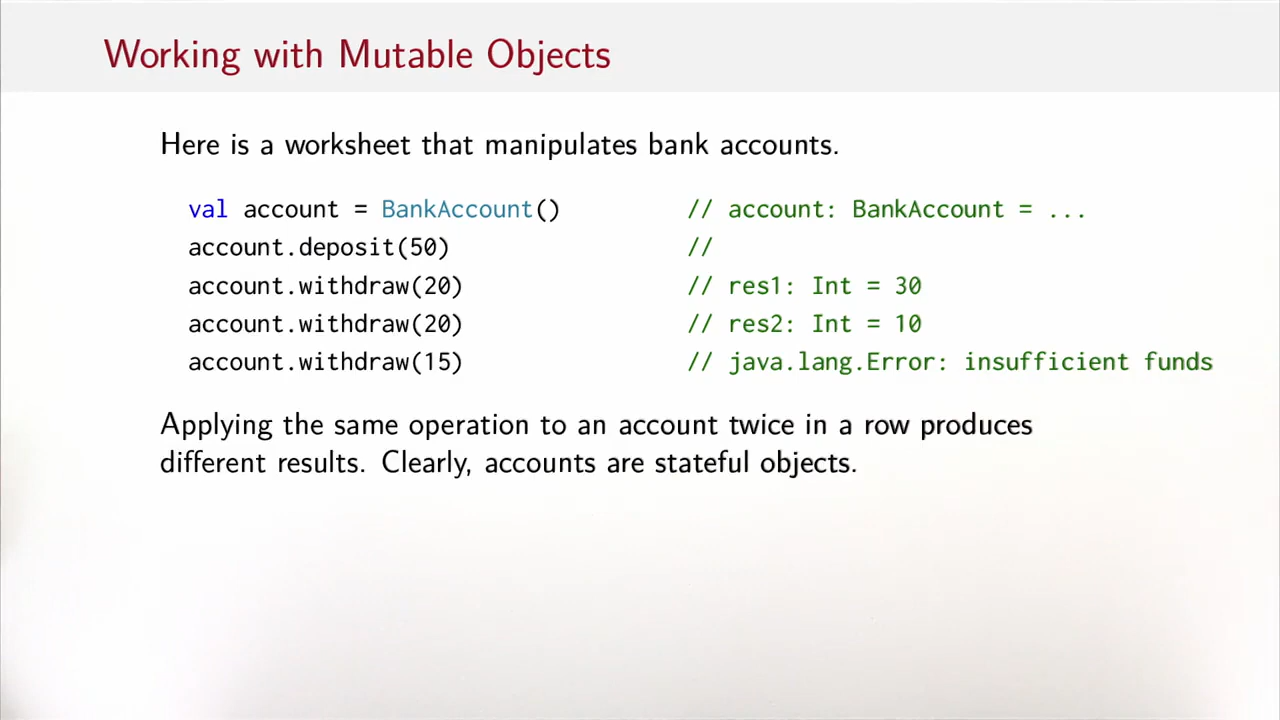 Working with Mutable Objects
Here is a worksheet that manipulates bank accounts.
val account = BankAccount() // account: BankAccount = ...
account.deposit(50) //
account.withdraw(20) // res1: Int = 30
account.withdraw(20) // res2: Int = 10
account.withdraw(15) // java.lang.Error: insufficient funds
Applying the same operation to an account twice in a row produces
different results. Clearly, accounts are stateful objects.